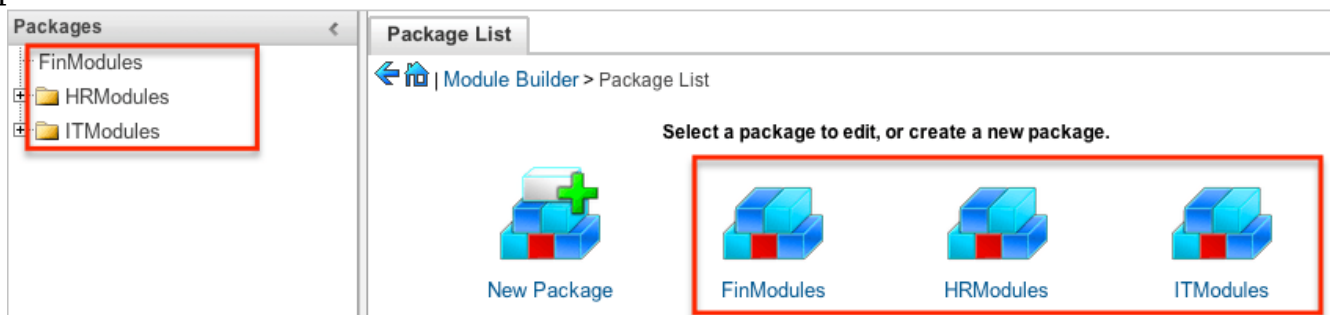 Packages
FinModules
HRModules
ITModules
Package List
| Module Builder > Package List
Select a package to edit, or create a new package.
New Package
FinModules
HRModules
ITModules